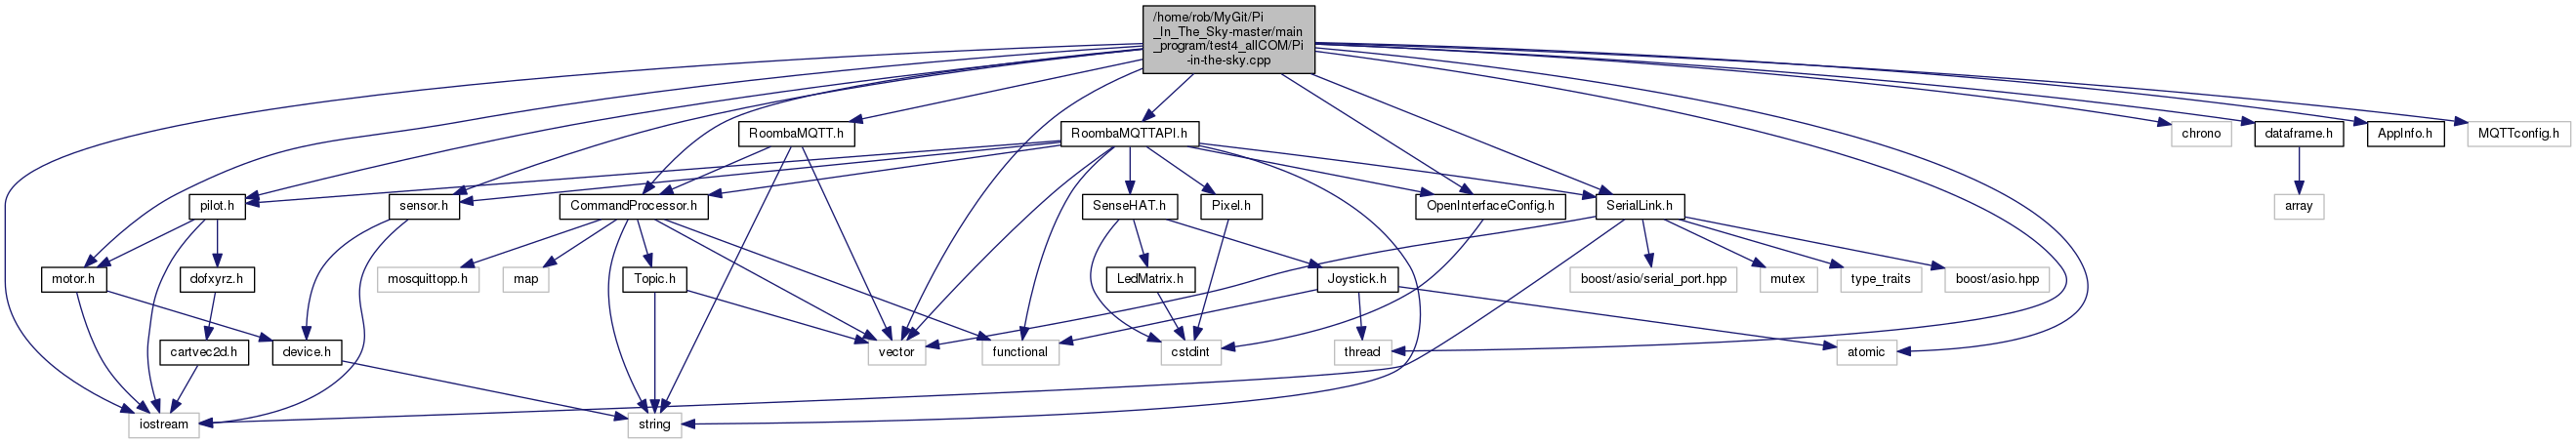 /home/rob/MyGit/Pi
_In_The_Sky-master/main
_program/test4_allCOM/Pi
-in-the-sky.cpp
RoombaMQTT.h
RoombaMQTTAPI.h
chrono
dataframe.h
AppInfo.h
MQTTconfig.h
pilot.h
sensor.h
CommandProcessor.h
SenseHAT.h
Pixel.h
OpenInterfaceConfig.h
SerialLink.h
array
motor.h
dofxyrz.h
mosquittopp.h
map
Topic.h
LedMatrix.h
Joystick.h
boost/asio/serial_port.hpp
mutex
type_traits
boost/asio.hpp
cartvec2d.h
device.h
vector
functional
cstdint
thread
atomic
iostream
string